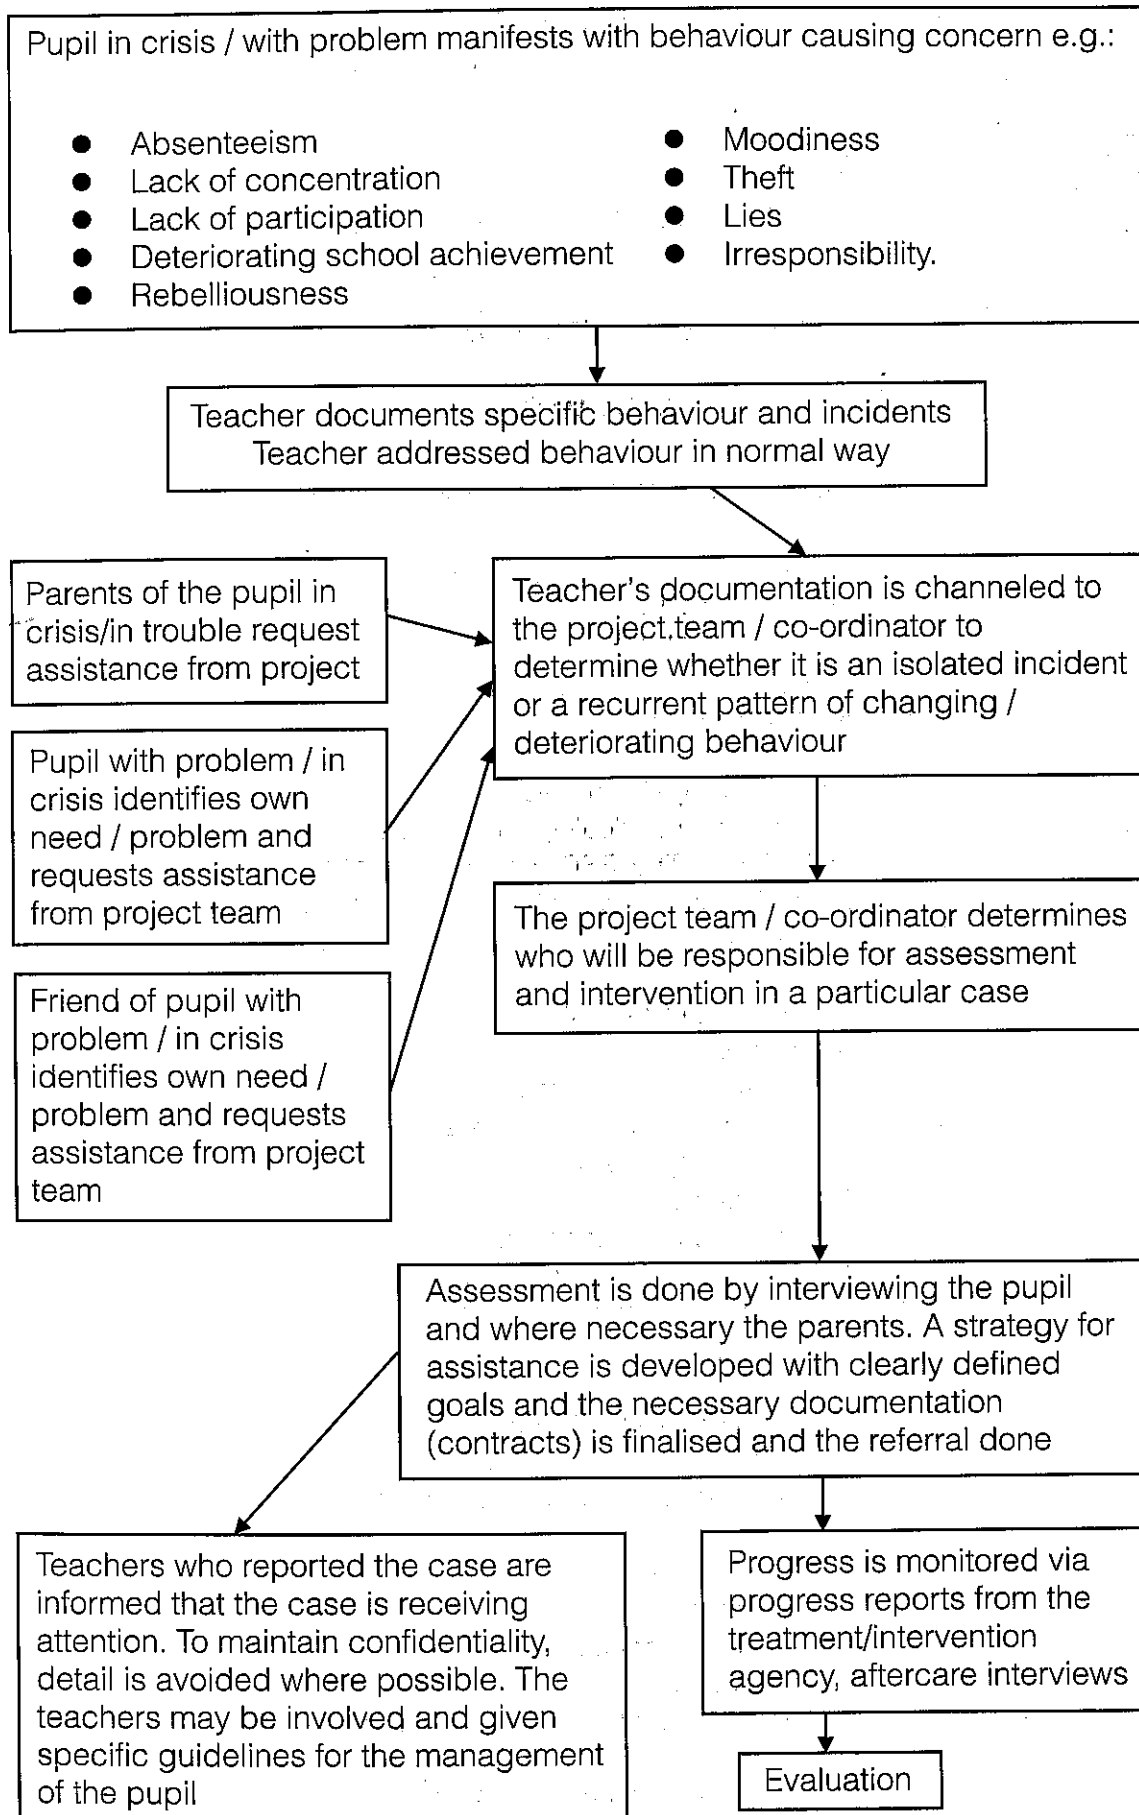 Pupil in crisis / with problem manifests with behaviour causing concern e.g.:
● Absenteeism
● Lack of concentration
● Lack of participation
● Deteriorating school achievement
● Rebelliousness
● Moodiness
● Theft
● Lies
● Irresponsibility.
Teacher documents specific behaviour and incidents
Teacher addressed behaviour in normal way
Parents of the pupil in
crisis/in trouble request
assistance from project
Pupil with problem / in
crisis identifies own
need / problem and
requests assistance
from project team
Friend of pupil with
problem / in crisis
identifies own need /
problem and requests
assistance from project
team
Teacher's documentation is channeled to
the project team / co-ordinator to
determine whether it is an isolated incident
or a recurrent pattern of changing /
deteriorating behaviour
The project team / co-ordinator determines
who will be responsible for assessment
and intervention in a particular case
Assessment is done by interviewing the pupil
and where necessary the parents. A strategy for
assistance is developed with clearly defined
goals and the necessary documentation
(contracts) is finalised and the referral done
Teachers who reported the case are
informed that the case is receiving
attention. To maintain confidentiality,
detail is avoided where possible. The
teachers may be involved and given
specific guidelines for the management
of the pupil
Progress is monitored via
progress reports from the
treatment/intervention
agency, aftercare interviews
Evaluation